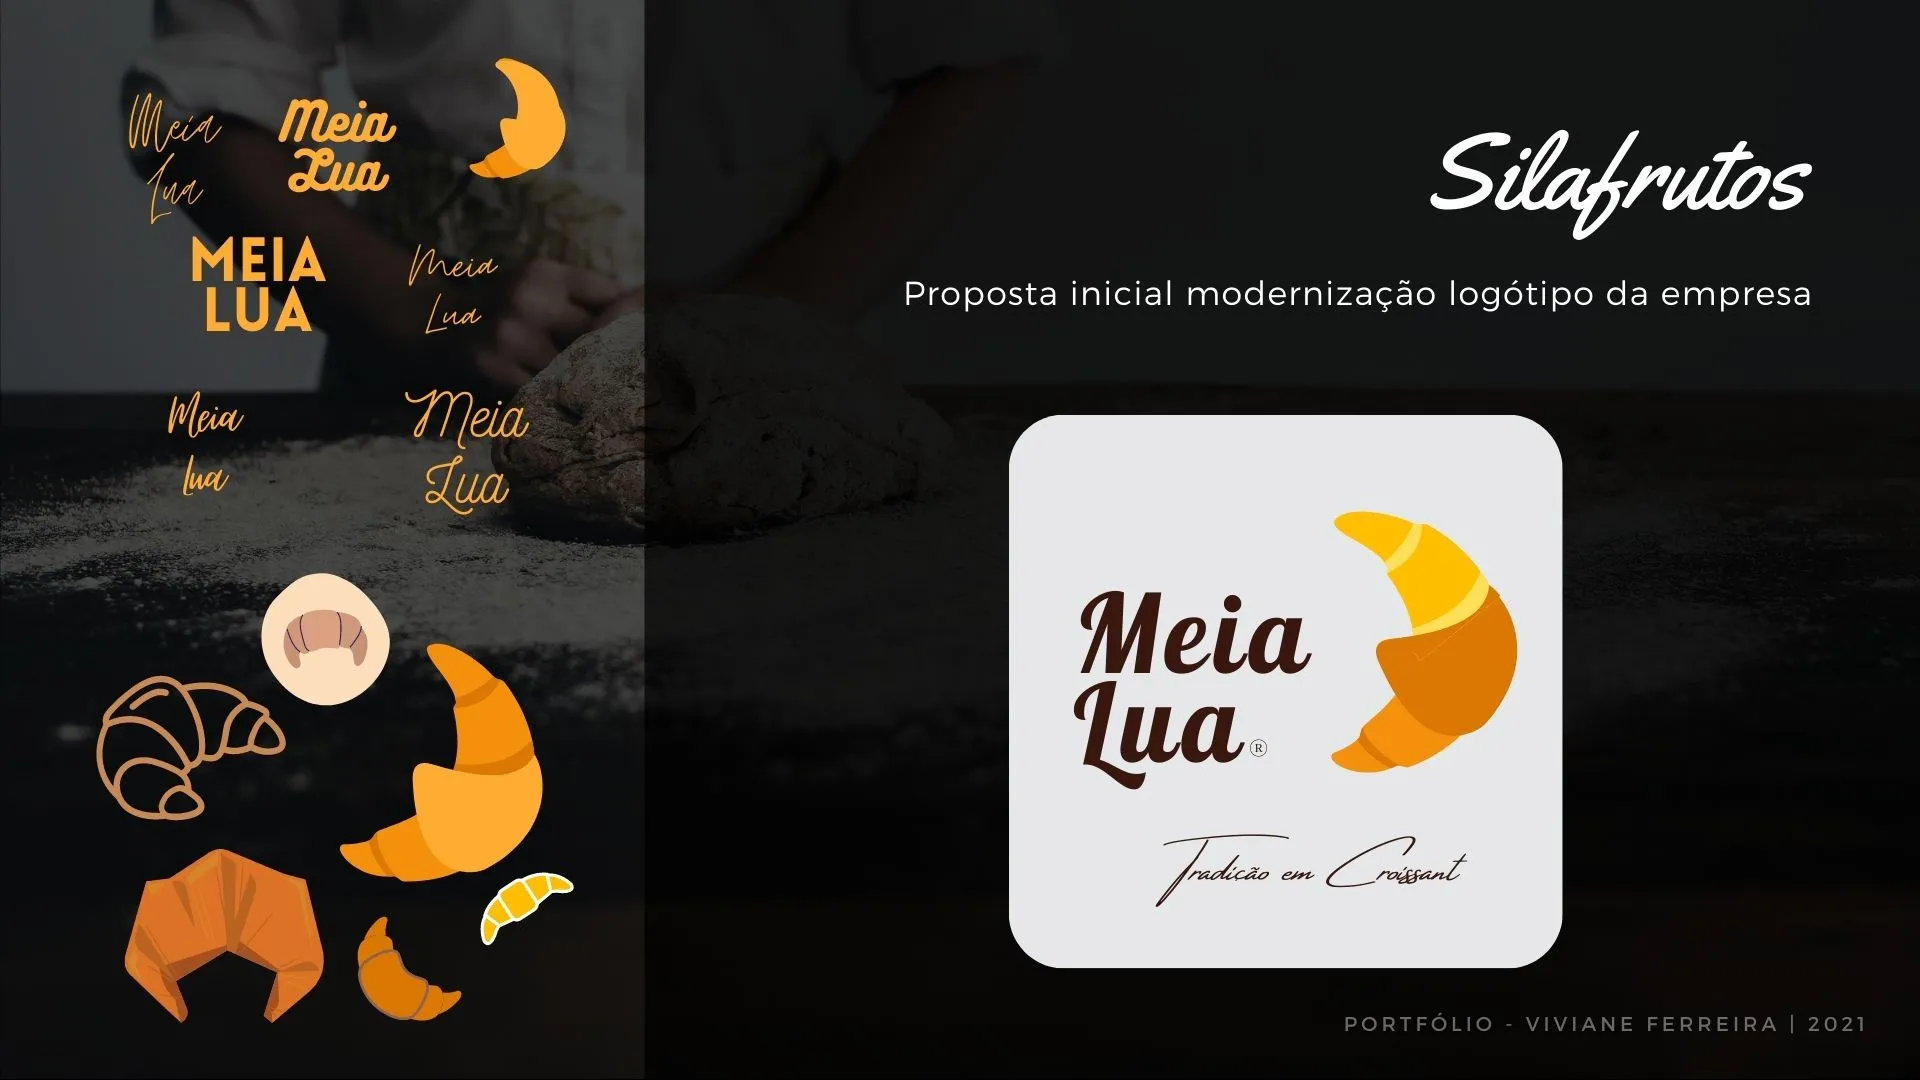 Meia
Lua
Meia
Lua
MEIA
LUA
Meia
Lua
Meia
Lua
Meia
Lua
Silafrutos
Proposta inicial modernização logótipo da empresa
Meia
Lua ®
Tradição em Croissant
PORTFÓLIO - VIVIANE FERREIRA | 2021